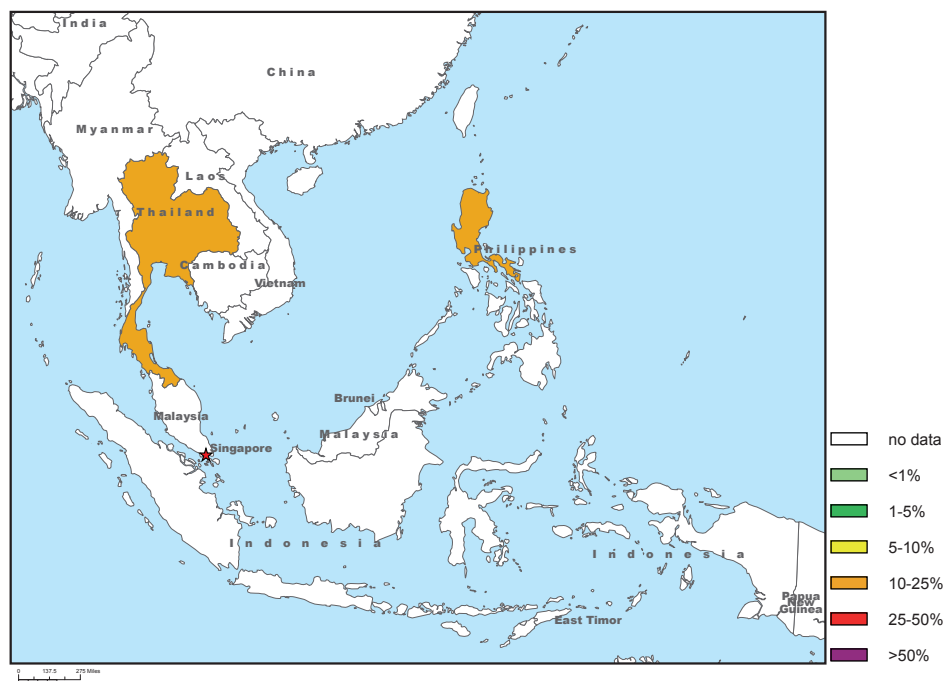 India
China
Myanmar
Laos
Thailand
Philippines
Cambodia
Vietnam
Brunei
Malaysia
Malaysia
Singapore
Indonesia
Indonesia
Papua
New
Guinea
East Timor
no data
<1%
1-5%
5-10%
10-25%
25-50%
>50%
0 137.5 275 Miles